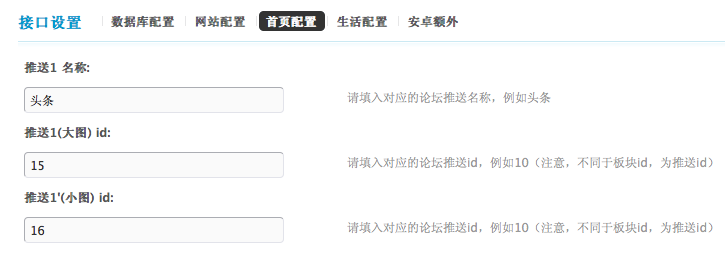 接口设置 数据库配置 网站配置 首页配置 生活配置 安卓额外
推送1 名称:
头条 请填入对应的论坛推送名称，例如头条
推送1(大图) id:
15 请填入对应的论坛推送id，例如10（注意，不同于板块id，为推送id）
推送1'(小图) id:
16 请填入对应的论坛推送id，例如10（注意，不同于板块id，为推送id）